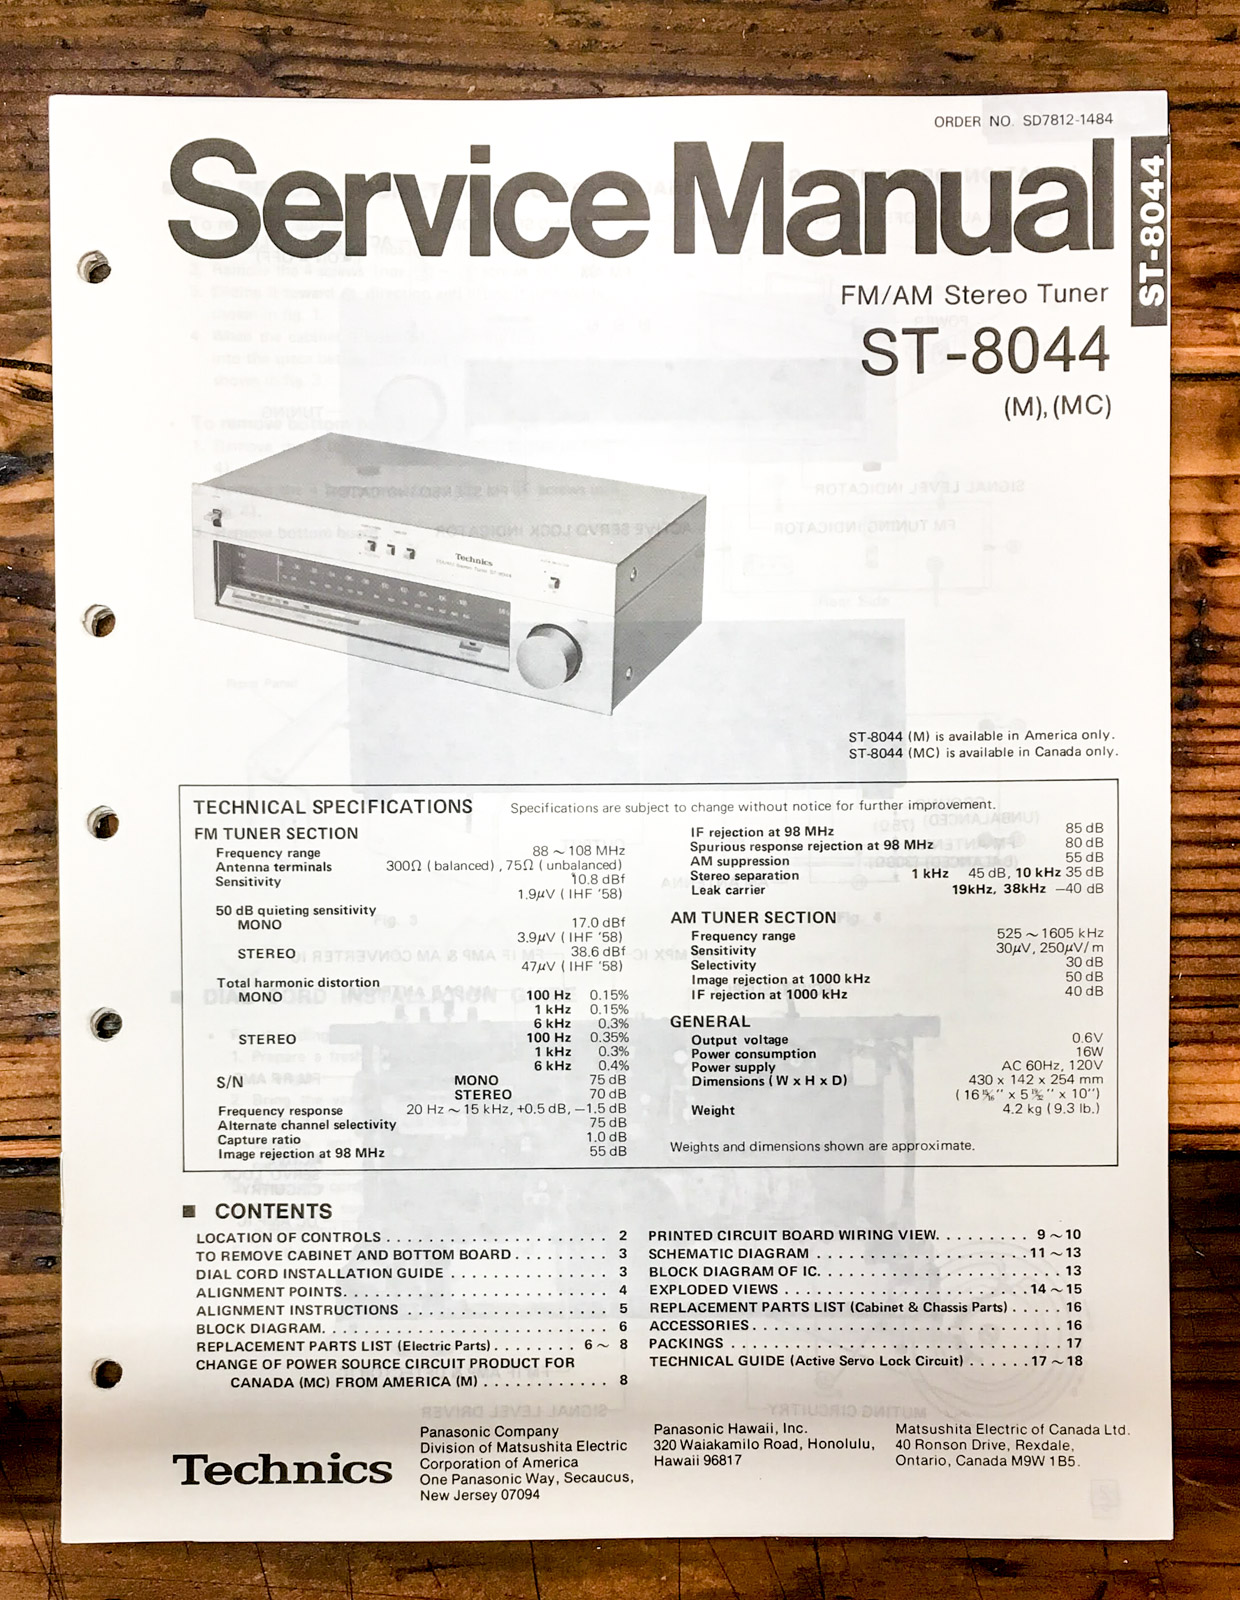 ORDER NO. SD7812-1484
Service Manual
ST-8044
FM/AM Stereo Tuner
ST-8044
(M), (MC)
Technics
ST-8044 (M) is available in America only.
ST-8044 (MC) is available in Canada only.
TECHNICAL SPECIFICATIONS
Specifications are subject to change without notice for further improvement.
FM TUNER SECTION
Frequency range 88 ~ 108 MHz
Antenna terminals 300Ω (balanced), 75Ω (unbalanced)
Sensitivity 10.8 dBf
1.9μV (IHF '58)
50 dB quieting sensitivity
MONO 17.0 dBf
3.9μV (IHF '58)
STEREO 38.6 dBf
47μV (IHF '58)
Total harmonic distortion
MONO 100 Hz 0.15%
1 kHz 0.15%
6 kHz 0.3%
STEREO 100 Hz 0.35%
1 kHz 0.3%
6 kHz 0.4%
S/N MONO 75 dB
STEREO 70 dB
Frequency response 20 Hz ~ 15 kHz, +0.5 dB, −1.5 dB
Alternate channel selectivity 75 dB
Capture ratio 1.0 dB
Image rejection at 98 MHz 55 dB
IF rejection at 98 MHz 85 dB
Spurious response rejection at 98 MHz 80 dB
AM suppression 55 dB
Stereo separation 1 kHz 45 dB, 10 kHz 35 dB
Leak carrier 19kHz, 38kHz −40 dB
AM TUNER SECTION
Frequency range 525 ~ 1605 kHz
Sensitivity 30μV, 250μV/m
Selectivity 30 dB
Image rejection at 1000 kHz 50 dB
IF rejection at 1000 kHz 40 dB
GENERAL
Output voltage 0.6V
Power consumption 16W
Power supply AC 60Hz, 120V
Dimensions (W x H x D) 430 x 142 x 254 mm
(16 " x 5 " x 10")
Weight 4.2 kg (9.3 lb.)
Weights and dimensions shown are approximate.
■ CONTENTS
LOCATION OF CONTROLS . . . . . . . . . . . . . . . . . . . . . 2
TO REMOVE CABINET AND BOTTOM BOARD . . . . . . . . 3
DIAL CORD INSTALLATION GUIDE . . . . . . . . . . . . . . . 3
ALIGNMENT POINTS. . . . . . . . . . . . . . . . . . . . . . . . 4
ALIGNMENT INSTRUCTIONS . . . . . . . . . . . . . . . . . . . 5
BLOCK DIAGRAM. . . . . . . . . . . . . . . . . . . . . . . . . . 6
REPLACEMENT PARTS LIST (Electric Parts) . . . . . . . . 6 ~ 8
CHANGE OF POWER SOURCE CIRCUIT PRODUCT FOR
CANADA (MC) FROM AMERICA (M) . . . . . . . . . . . . 8
PRINTED CIRCUIT BOARD WIRING VIEW. . . . . . . . . 9 ~ 10
SCHEMATIC DIAGRAM . . . . . . . . . . . . . . . . . . . . 11 ~ 13
BLOCK DIAGRAM OF IC. . . . . . . . . . . . . . . . . . . . . . . 13
EXPLODED VIEWS . . . . . . . . . . . . . . . . . . . . . . . 14 ~ 15
REPLACEMENT PARTS LIST (Cabinet & Chassis Parts) . . . . . 16
ACCESSORIES . . . . . . . . . . . . . . . . . . . . . . . . . . . . . 16
PACKINGS . . . . . . . . . . . . . . . . . . . . . . . . . . . . . . . 17
TECHNICAL GUIDE (Active Servo Lock Circuit) . . . . . . 17 ~ 18
Technics
Panasonic Company
Division of Matsushita Electric
Corporation of America
One Panasonic Way, Secaucus,
New Jersey 07094
Panasonic Hawaii, Inc.
320 Waiakamilo Road, Honolulu,
Hawaii 96817
Matsushita Electric of Canada Ltd.
40 Ronson Drive, Rexdale,
Ontario, Canada M9W 1B5.